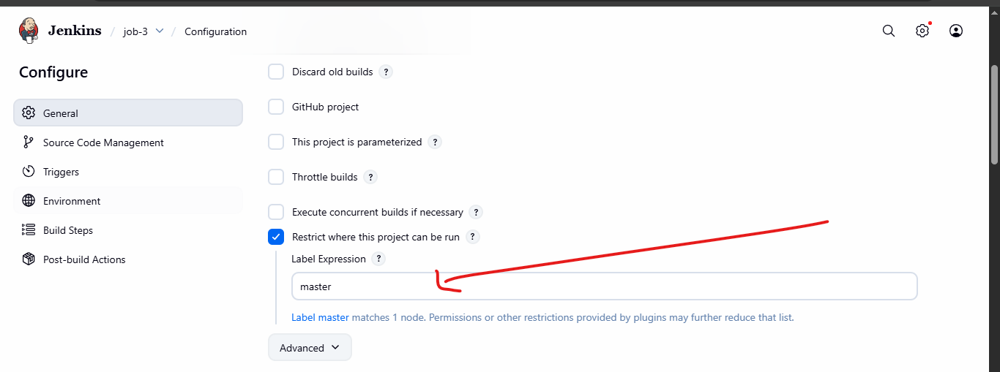 Jenkins / job-3 / Configuration
Configure
General
Source Code Management
Triggers
Environment
Build Steps
Post-build Actions
Discard old builds ?
GitHub project
This project is parameterized ?
Throttle builds ?
Execute concurrent builds if necessary ?
Restrict where this project can be run ?
Label Expression ?
master
Label master matches 1 node. Permissions or other restrictions provided by plugins may further reduce that list.
Advanced